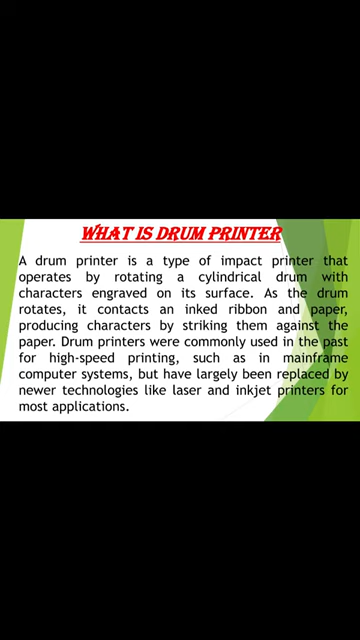 WHAT IS DRUM PRINTER
A drum printer is a type of impact printer that
operates by rotating a cylindrical drum with
characters engraved on its surface. As the drum
rotates, it contacts an inked ribbon and paper,
producing characters by striking them against the
paper. Drum printers were commonly used in the past
for high-speed printing, such as in mainframe
computer systems, but have largely been replaced by
newer technologies like laser and inkjet printers for
most applications.